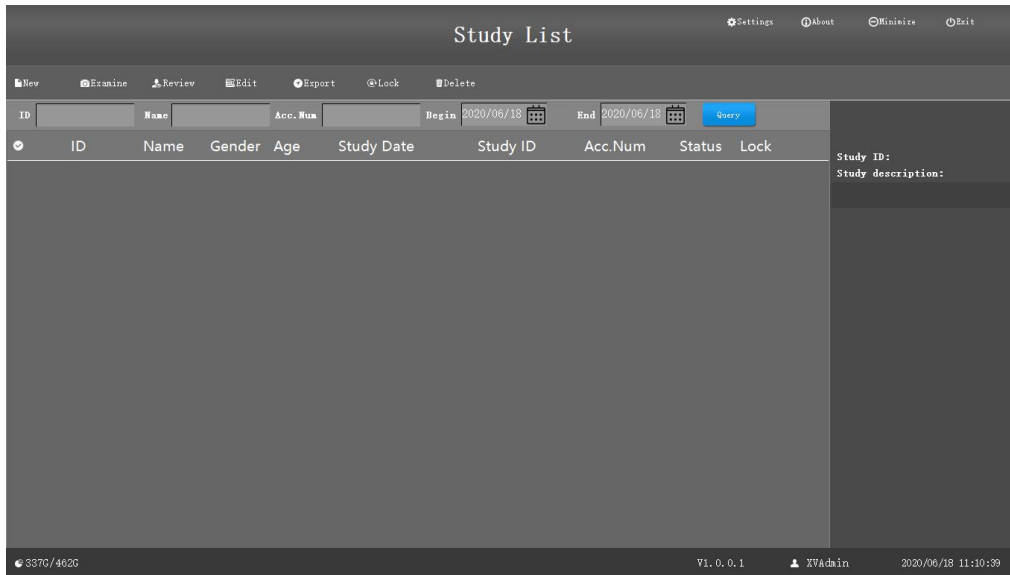 Study List
Settings About Minimize Exit
New Examine Review Edit Export Lock Delete
ID Name Acc.Num Begin 2020/06/18 End 2020/06/18 Query
ID Name Gender Age Study Date Study ID Acc.Num Status Lock
Study ID:
Study description:
337G/462G V1.0.0.1 XVAdmin 2020/06/18 11:10:39